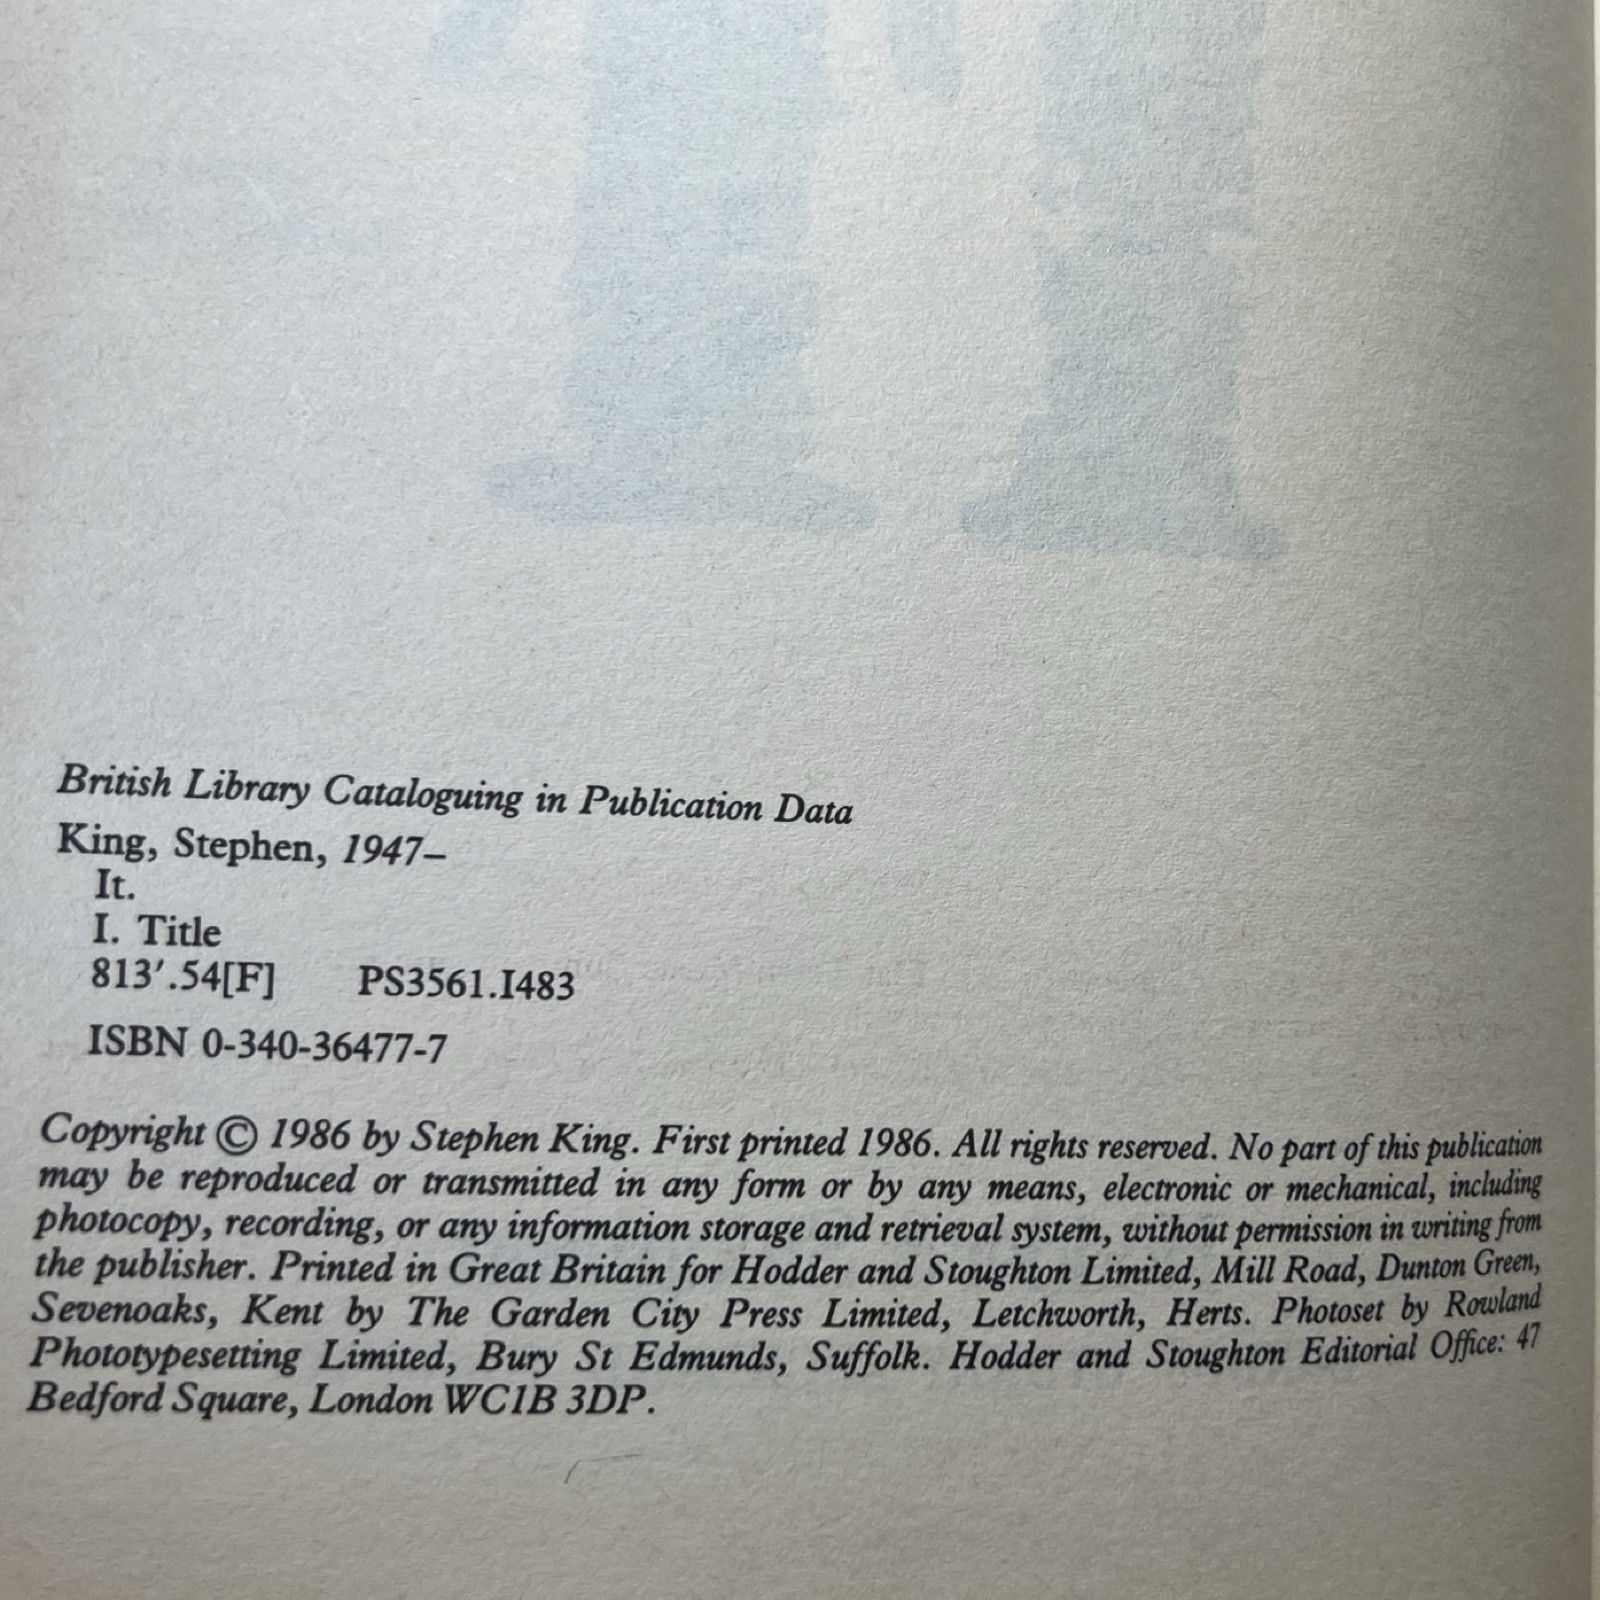 British Library Cataloguing in Publication Data
King, Stephen, 1947–
It.
I. Title
813′.54[F] PS3561.I483
ISBN 0-340-36477-7
Copyright © 1986 by Stephen King. First printed 1986. All rights reserved. No part of this publication
may be reproduced or transmitted in any form or by any means, electronic or mechanical, including
photocopy, recording, or any information storage and retrieval system, without permission in writing from
the publisher. Printed in Great Britain for Hodder and Stoughton Limited, Mill Road, Dunton Green,
Sevenoaks, Kent by The Garden City Press Limited, Letchworth, Herts. Photoset by Rowland
Phototypesetting Limited, Bury St Edmunds, Suffolk. Hodder and Stoughton Editorial Office: 47
Bedford Square, London WC1B 3DP.